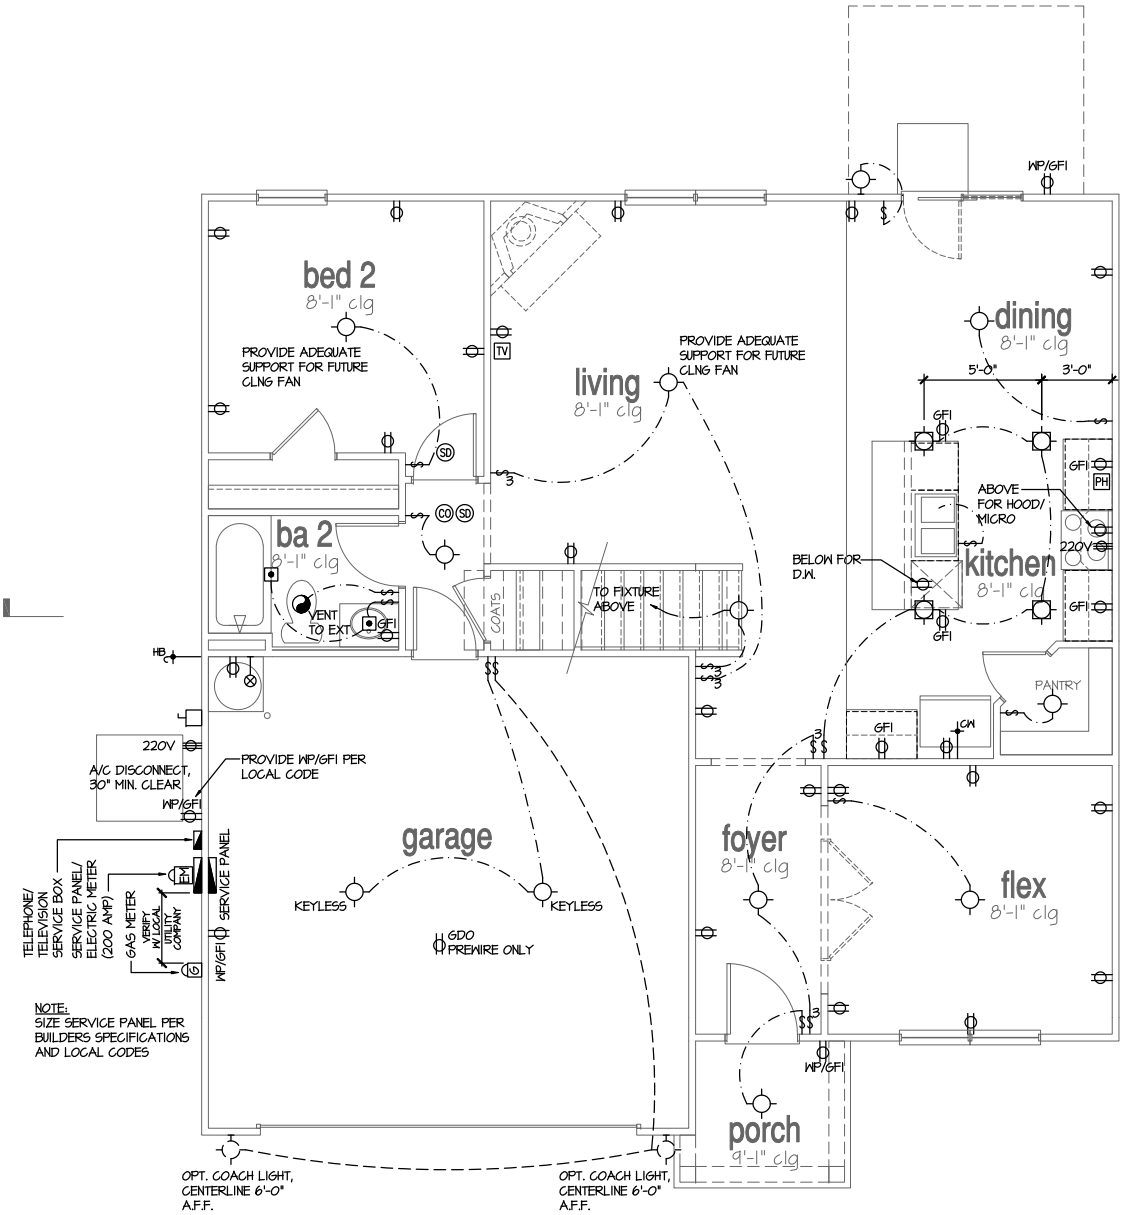 WP/GFI
bed 2
8'-1" clg
PROVIDE ADEQUATE
SUPPORT FOR FUTURE
CLNG FAN
TV
living
8'-1" clg
PROVIDE ADEQUATE
SUPPORT FOR FUTURE
CLNG FAN
dining
8'-1" clg
5'-0"
3'-0"
GFI
SD
S
S
3
S
GFI
PH
CO
SD
S
ABOVE
FOR HOOD/
MICRO
220V
ba 2
8'-1" clg
kitchen
8'-1" clg
BELOW FOR
D.W.
VENT
TO EXT
GFI
COATS
TO FIXTURE
ABOVE
GFI
GFI
HB
S
3
S
3
PANTRY
S
220V
A/C DISCONNECT,
30" MIN. CLEAR
WP/GFI
PROVIDE WP/GFI PER
LOCAL CODE
3
GFI
CW
garage
foyer
8'-1" clg
flex
8'-1" clg
TELEPHONE/
TELEVISION
SERVICE BOX
SERVICE PANEL/
ELECTRIC METER
(200 AMP)
GAS METER
VERIFY
W/ LOCAL
UTILITY
COMPANY
EM
G
SERVICE PANEL
WP/GFI
KEYLESS
KEYLESS
GDO
PREWIRE ONLY
NOTE:
SIZE SERVICE PANEL PER
BUILDERS SPECIFICATIONS
AND LOCAL CODES
3
WP/GFI
porch
9'-1" clg
OPT. COACH LIGHT,
CENTERLINE 6'-0"
A.F.F.
OPT. COACH LIGHT,
CENTERLINE 6'-0"
A.F.F.